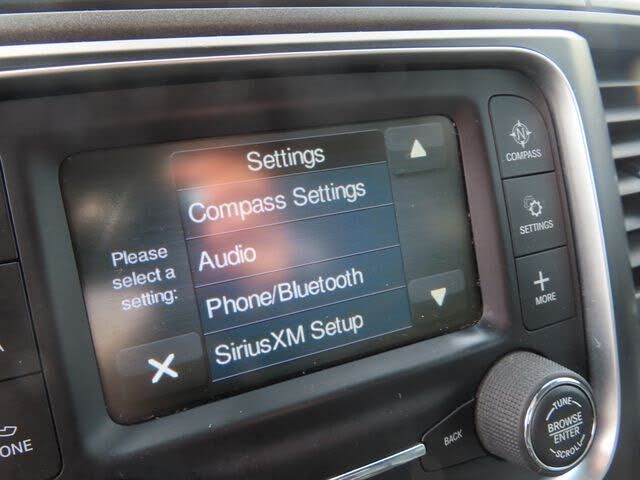 Settings
Compass Settings
Audio
Phone/Bluetooth
SiriusXM Setup
Please
select a
setting:
COMPASS
SETTINGS
MORE
BACK
TUNE
BROWSE
ENTER
SCROLL